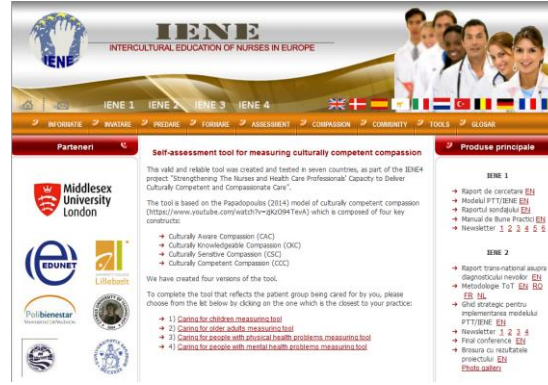 IENE
IENE
INTERCULTURAL EDUCATION OF NURSES IN EUROPE
IENE 1 IENE 2 IENE 3 IENE 4
INFORMATIE INVATARE PREDARE FORMARE ASSESSMENT COMPASSION COMMUNITY TOOLS GLOSAR
Parteneri
Middlesex
University
London
EDUNET
Lillebaelt
Polibienestar
Self-assessment tool for measuring culturally competent compassion
This valid and reliable tool was created and tested in seven countries, as part of the IENE4
project "Strengthening The Nurses and Health Care Professionals' Capacity to Deliver
Culturally Competent and Compassionate Care".
The tool is based on the Papadopoulos (2014) model of culturally competent compassion
(https://www.youtube.com/watch?v=zjKzO94TevA) which is composed of four key
constructs:
Culturally Aware Compassion (CAC)
Culturally Knowledgeable Compassion (CKC)
Culturally Sensitive Compassion (CSC)
Culturally Competent Compassion (CCC)
We have created four versions of the tool.
To complete the tool that reflects the patient group being cared for by you, please
choose from the list below by clicking on the one which is the closest to your practice:
1) Caring for children measuring tool
2) Caring for older adults measuring tool
3) Caring for people with physical health problems measuring tool
4) Caring for people with mental health problems measuring tool
Produse principale
IENE 1
Raport de cercetare EN
Modelul PTT/IENE EN
Raportul sondajului EN
Manual de Bune Practici EN
Newsletter 1 2 3 4 5 6
IENE 2
Raport trans-national asupra
diagnosticului nevoilor EN
Metodologie ToT EN RO
FR NL
Ghid strategic pentru
implementarea modelului
PTT/IENE EN
Newsletter 1 2 3 4
Final conference EN
Brosura cu rezultatele
proiectului EN
Photo galleri